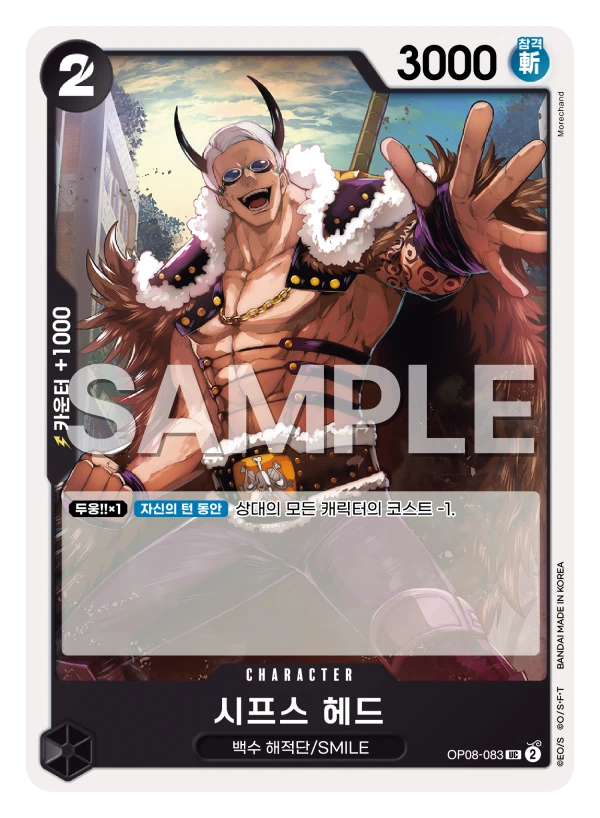 2
3000
참격
斬
Morechand
카운터 +1000
SAMPLE
두웅!!×1 자신의 턴 동안 상대의 모든 캐릭터의 코스트 -1.
CHARACTER
시프스 헤드
백수 해적단/SMILE
OP08-083 UC 2
©EO/S ©O/S·F·T BANDAI MADE IN KOREA